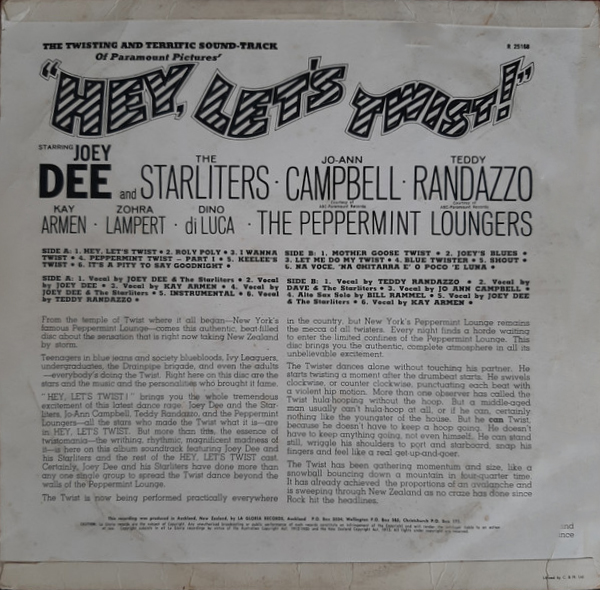 THE TWISTING AND TERRIFIC SOUND-TRACK
R 25168
Of Paramount Pictures'
"HEY, LET'S TWIST!"
STARRING JOEY
DEE and THE STARLITERS · JO-ANN CAMPBELL · TEDDY RANDAZZO
KAY ARMEN · ZOHRA LAMPERT · DINO di LUCA · THE PEPPERMINT LOUNGERS
SIDE A: 1. HEY, LET'S TWIST • 2. ROLY POLY • 3. I WANNA
TWIST • 4. PEPPERMINT TWIST – PART I • 5. KEELEE'S
TWIST • 6. IT'S A PITY TO SAY GOODNIGHT •
SIDE A: 1. Vocal by JOEY DEE & The Starliters • 2. Vocal
by JOEY DEE • 3. Vocal by KAY ARMEN • 4. Vocal by
JOEY DEE & The Starliters • 5. INSTRUMENTAL • 6. Vocal
by TEDDY RANDAZZO •
SIDE B: 1. MOTHER GOOSE TWIST • 2. JOEY'S BLUES •
3. LET ME DO MY TWIST • 4. BLUE TWISTER • 5. SHOUT •
6. NA VOCE, 'NA CHITARRA E' O POCO 'E LUNA •
SIDE B: 1. Vocal by TEDDY RANDAZZO • 2. Vocal by
DAVE & The Starliters • 3. Vocal by JO ANN CAMPBELL •
4. Alto Sax Solo by BILL RAMMEL • 5. Vocal by JOEY DEE
& The Starliters • 6. Vocal by KAY ARMEN •
From the temple of Twist where it all began—New York's
famous Peppermint Lounge—comes this authentic, beat-filled
disc about the sensation that is right now taking New Zealand
by storm.
Teenagers in blue jeans and society bluebloods, Ivy Leaguers,
undergraduates, the Drainpipe brigade, and even the adults
—everybody's doing the Twist. Right here on this disc are the
stars and the music and the personalities who brought it fame.
"HEY, LET'S TWIST!" brings you the whole tremendous
excitement of this latest dance rage. Joey Dee and the Star-
liters, Jo-Ann Campbell, Teddy Randazzo, and the Peppermint
Loungers—all the stars who made the Twist what it is—are
in HEY, LET'S TWIST. But more than this, the essence of
twistomania—the writhing, rhythmic, magnificent madness of
it—is here on this album soundtrack featuring Joey Dee and
his Starliters and the rest of the HEY, LET'S TWIST cast.
Certainly, Joey Dee and his Starliters have done more than
any one single group to spread the Twist dance beyond the
walls of the Peppermint Lounge.
The Twist is now being performed practically everywhere
in the country, but New York's Peppermint Lounge remains
the mecca of all twisters. Every night finds a horde waiting
to enter the limited confines of the Peppermint Lounge. This
disc brings you the authentic, complete atmosphere in all its
unbelievable excitement.
The Twister dances alone without touching his partner. He
starts twisting a moment after the drumbeat starts. He swivels
clockwise, or counter clockwise, punctuating each beat with
a violent hip motion. More than one observer has called the
Twist hula-hooping without the hoop. But a middle-aged
man usually can't hula-hoop at all, or if he can, certainly
nothing like the youngster of the house. But he can Twist,
because he doesn't have to keep a hoop going. He doesn't
have to keep anything going, not even himself. He can stand
still, wriggle his shoulders to port and starboard, snap his
fingers and feel like a real get-up-and-goer.
The Twist has been gathering momentum and size, like a
snowball bouncing down a mountain in four-quarter time.
It has already achieved the proportions of an avalanche and
is sweeping through New Zealand as no craze has done since
Rock hit the headlines.
This recording was produced in Auckland, New Zealand, by LA GLORIA RECORDS, Auckland